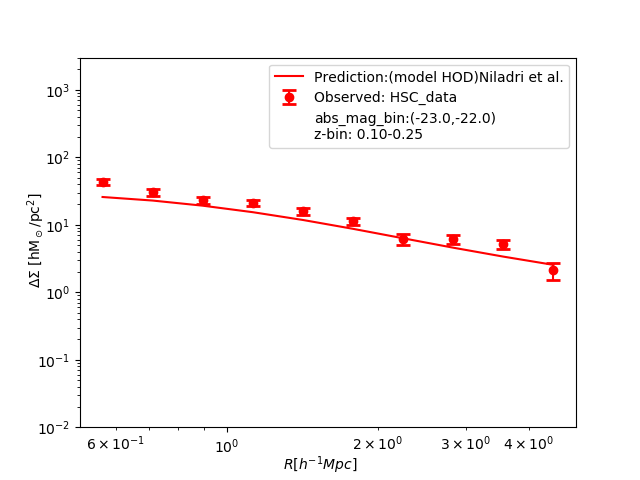 Prediction:(model HOD)Niladri et al.
Observed: HSC_data
abs_mag_bin:(-23.0,-22.0)
z-bin: 0.10-0.25
10³
10²
10¹
10⁰
10⁻¹
10⁻²
ΔΣ [hM⊙/pc²]
6 × 10⁻¹
10⁰
2 × 10⁰
3 × 10⁰
4 × 10⁰
R[h⁻¹Mpc]